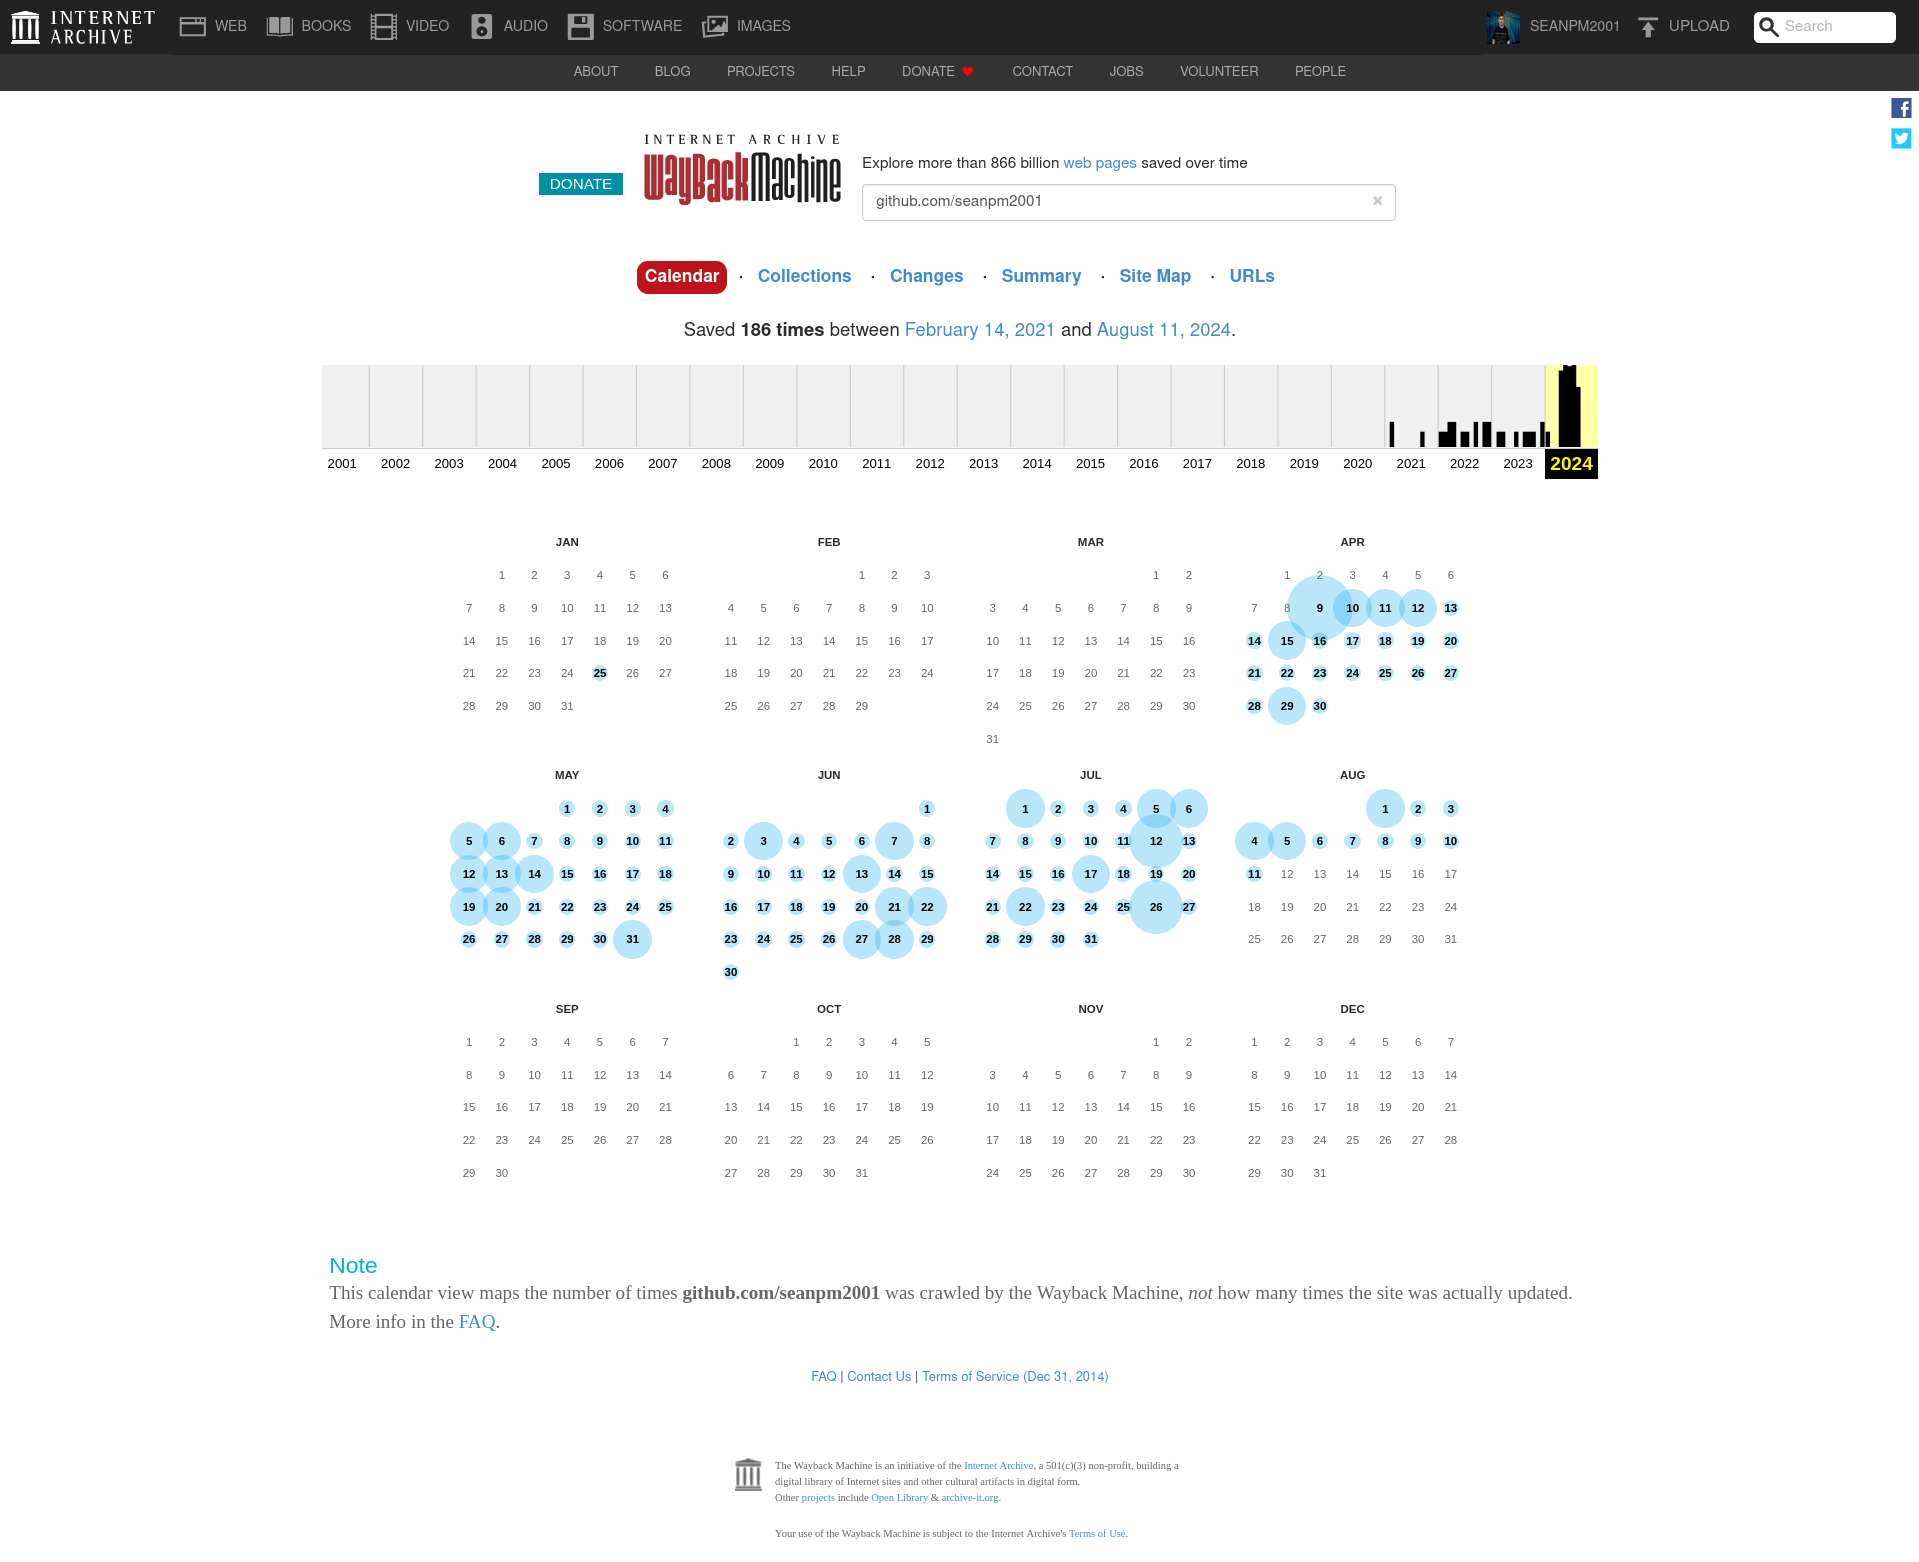 INTERNET ARCHIVE
WEB BOOKS VIDEO AUDIO SOFTWARE IMAGES SEANPM2001 UPLOAD Search
ABOUT BLOG PROJECTS HELP DONATE CONTACT JOBS VOLUNTEER PEOPLE
INTERNET ARCHIVE
WayBackMachine
DONATE
Explore more than 866 billion web pages saved over time
github.com/seanpm2001 ×
Calendar · Collections · Changes · Summary · Site Map · URLs
Saved 186 times between February 14, 2021 and August 11, 2024.
2001 2002 2003 2004 2005 2006 2007 2008 2009 2010 2011 2012 2013 2014 2015 2016 2017 2018 2019 2020 2021 2022 2023 2024
JAN FEB MAR APR
1 2 3 4 5 6 1 2 3 1 2 1 2 3 4 5 6
7 8 9 10 11 12 13 4 5 6 7 8 9 10 3 4 5 6 7 8 9 7 8 9 10 11 12 13
14 15 16 17 18 19 20 11 12 13 14 15 16 17 10 11 12 13 14 15 16 14 15 16 17 18 19 20
21 22 23 24 25 26 27 18 19 20 21 22 23 24 17 18 19 20 21 22 23 21 22 23 24 25 26 27
28 29 30 31 25 26 27 28 29 24 25 26 27 28 29 30 28 29 30
31
MAY JUN JUL AUG
1 2 3 4 1 1 2 3 4 5 6 1 2 3
5 6 7 8 9 10 11 2 3 4 5 6 7 8 7 8 9 10 11 12 13 4 5 6 7 8 9 10
12 13 14 15 16 17 18 9 10 11 12 13 14 15 14 15 16 17 18 19 20 11 12 13 14 15 16 17
19 20 21 22 23 24 25 16 17 18 19 20 21 22 21 22 23 24 25 26 27 18 19 20 21 22 23 24
26 27 28 29 30 31 23 24 25 26 27 28 29 28 29 30 31 25 26 27 28 29 30 31
30
SEP OCT NOV DEC
1 2 3 4 5 6 7 1 2 3 4 5 1 2 1 2 3 4 5 6 7
8 9 10 11 12 13 14 6 7 8 9 10 11 12 3 4 5 6 7 8 9 8 9 10 11 12 13 14
15 16 17 18 19 20 21 13 14 15 16 17 18 19 10 11 12 13 14 15 16 15 16 17 18 19 20 21
22 23 24 25 26 27 28 20 21 22 23 24 25 26 17 18 19 20 21 22 23 22 23 24 25 26 27 28
29 30 27 28 29 30 31 24 25 26 27 28 29 30 29 30 31
Note
This calendar view maps the number of times github.com/seanpm2001 was crawled by the Wayback Machine, not how many times the site was actually updated.
More info in the FAQ.
FAQ | Contact Us | Terms of Service (Dec 31, 2014)
The Wayback Machine is an initiative of the Internet Archive, a 501(c)(3) non-profit, building a
digital library of Internet sites and other cultural artifacts in digital form.
Other projects include Open Library & archive-it.org.
Your use of the Wayback Machine is subject to the Internet Archive's Terms of Use.